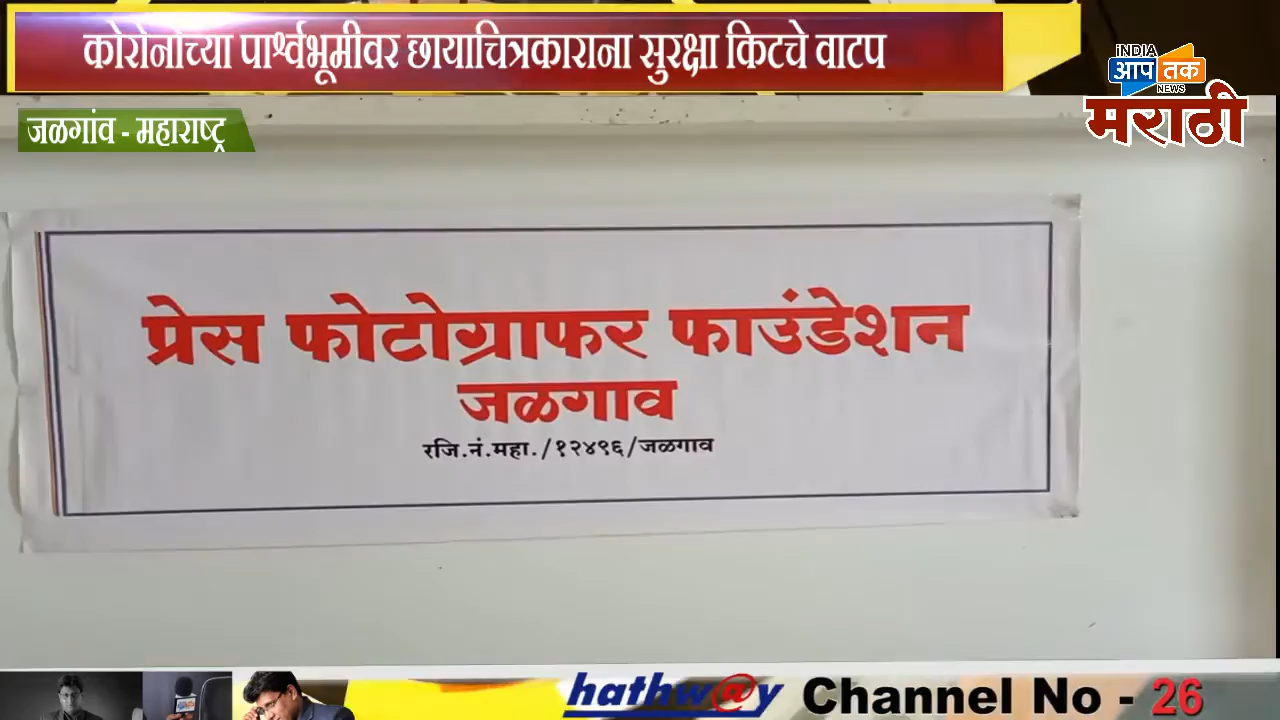 कोरोनाच्या पार्श्वभूमीवर छायाचित्रकाराना सुरक्षा किटचे वाटप
INDIA
आप तक
NEWS
मराठी
जळगांव - महाराष्ट्र
प्रेस फोटोग्राफर फाउंडेशन
जळगाव
रजि.नं.महा./१२४९६/जळगाव
hathw@y Channel No - 26